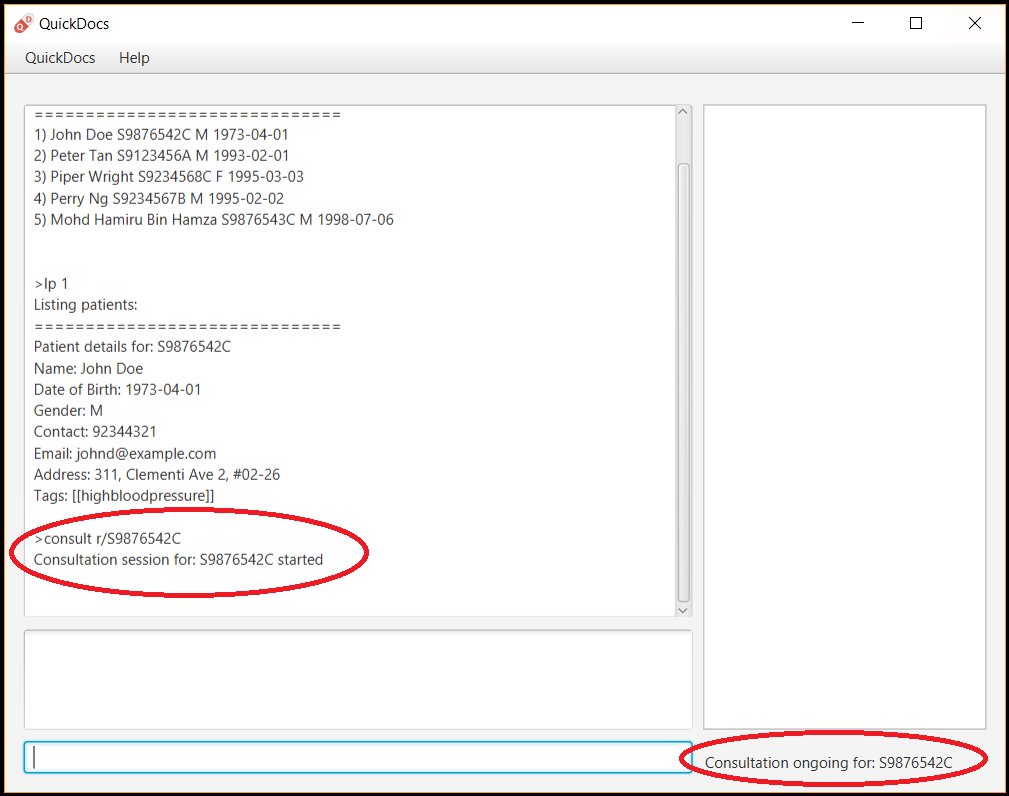 QuickDocs
QuickDocs Help
==============================
1) John Doe S9876542C M 1973-04-01
2) Peter Tan S9123456A M 1993-02-01
3) Piper Wright S9234568C F 1995-03-03
4) Perry Ng S9234567B M 1995-02-02
5) Mohd Hamiru Bin Hamza S9876543C M 1998-07-06
>lp 1
Listing patients:
==============================
Patient details for: S9876542C
Name: John Doe
Date of Birth: 1973-04-01
Gender: M
Contact: 92344321
Email: johnd@example.com
Address: 311, Clementi Ave 2, #02-26
Tags: [[highbloodpressure]]
>consult r/S9876542C
Consultation session for: S9876542C started
Consultation ongoing for: S9876542C